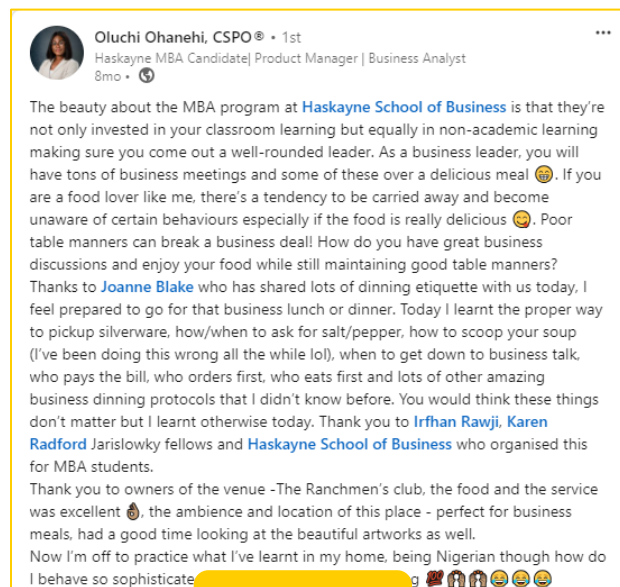 Oluchi Ohanehi, CSPO® • 1st
Haskayne MBA Candidate| Product Manager | Business Analyst
8mo •
The beauty about the MBA program at Haskayne School of Business is that they're
not only invested in your classroom learning but equally in non-academic learning
making sure you come out a well-rounded leader. As a business leader, you will
have tons of business meetings and some of these over a delicious meal 😁. If you
are a food lover like me, there's a tendency to be carried away and become
unaware of certain behaviours especially if the food is really delicious 😋. Poor
table manners can break a business deal! How do you have great business
discussions and enjoy your food while still maintaining good table manners?
Thanks to Joanne Blake who has shared lots of dinning etiquette with us today, I
feel prepared to go for that business lunch or dinner. Today I learnt the proper way
to pickup silverware, how/when to ask for salt/pepper, how to scoop your soup
(I've been doing this wrong all the while lol), when to get down to business talk,
who pays the bill, who orders first, who eats first and lots of other amazing
business dinning protocols that I didn't know before. You would think these things
don't matter but I learnt otherwise today. Thank you to Irfhan Rawji, Karen
Radford Jarislowky fellows and Haskayne School of Business who organised this
for MBA students.
Thank you to owners of the venue -The Ranchmen's club, the food and the service
was excellent 👌🏿, the ambience and location of this place - perfect for business
meals, had a good time looking at the beautiful artworks as well.
Now I'm off to practice what I've learnt in my home, being Nigerian though how do
I behave so sophisticate g 💯 😂😂😂